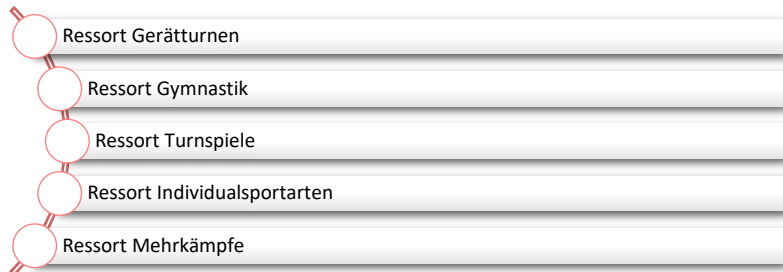 Ressort Gerätturnen
Ressort Gymnastik
Ressort Turnspiele
Ressort Individualsportarten
Ressort Mehrkämpfe